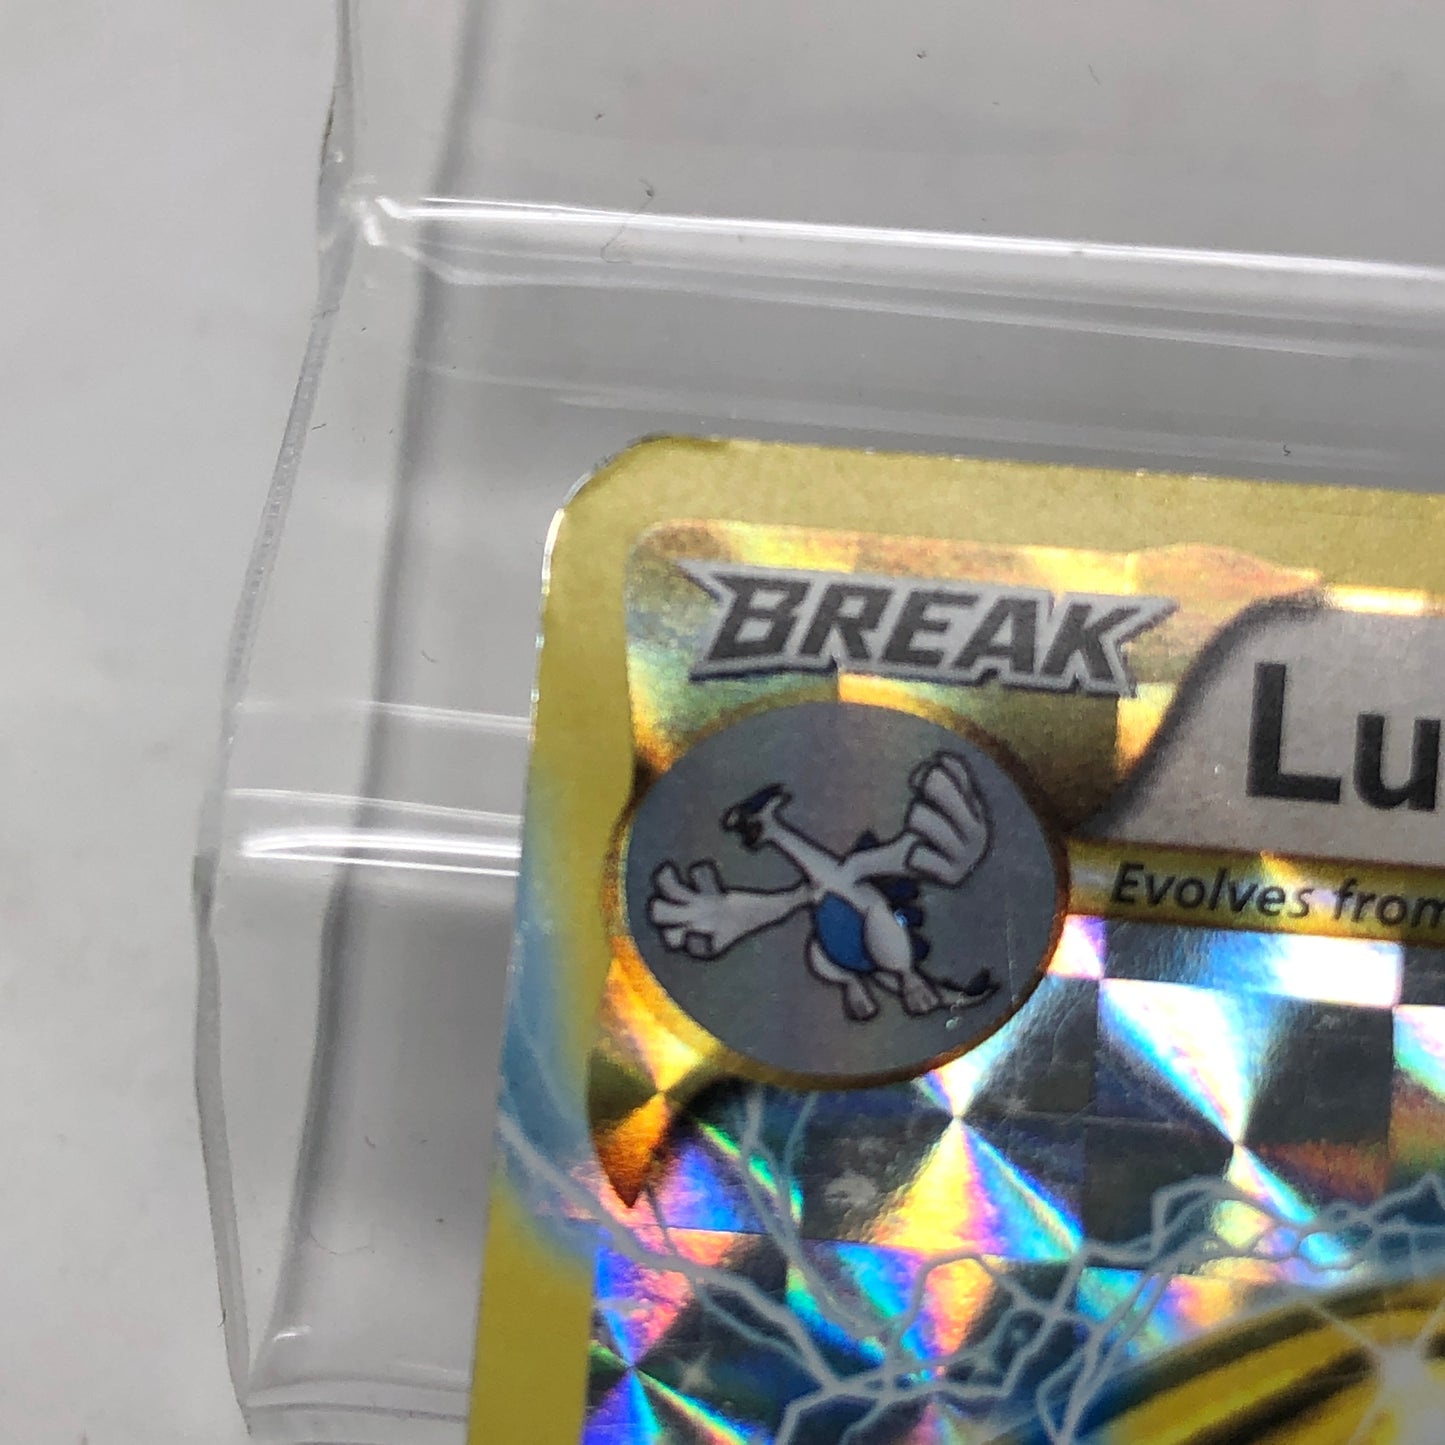 BREAK
Lu
Evolves from